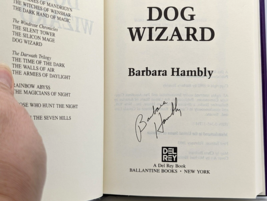 THE WITCHES OF WENSHAR
THE DARK HAND OF MAGIC
The Windrose Chronicles
THE SILENT TOWER
THE SILICON MAGE
DOG WIZARD
The Darwath Trilogy
THE TIME OF THE DARK
THE WALLS OF AIR
THE ARMIES OF DAYLIGHT
RAINBOW ABYSS
MAGICIANS OF NIGHT
THOSE WHO HUNT THE NIGHT
THE SEVEN HILLS
DOG
WIZARD
Barbara Hambly
Barbara
Hambly
DEL
REY
A Del Rey Book
BALLANTINE BOOKS • NEW YORK